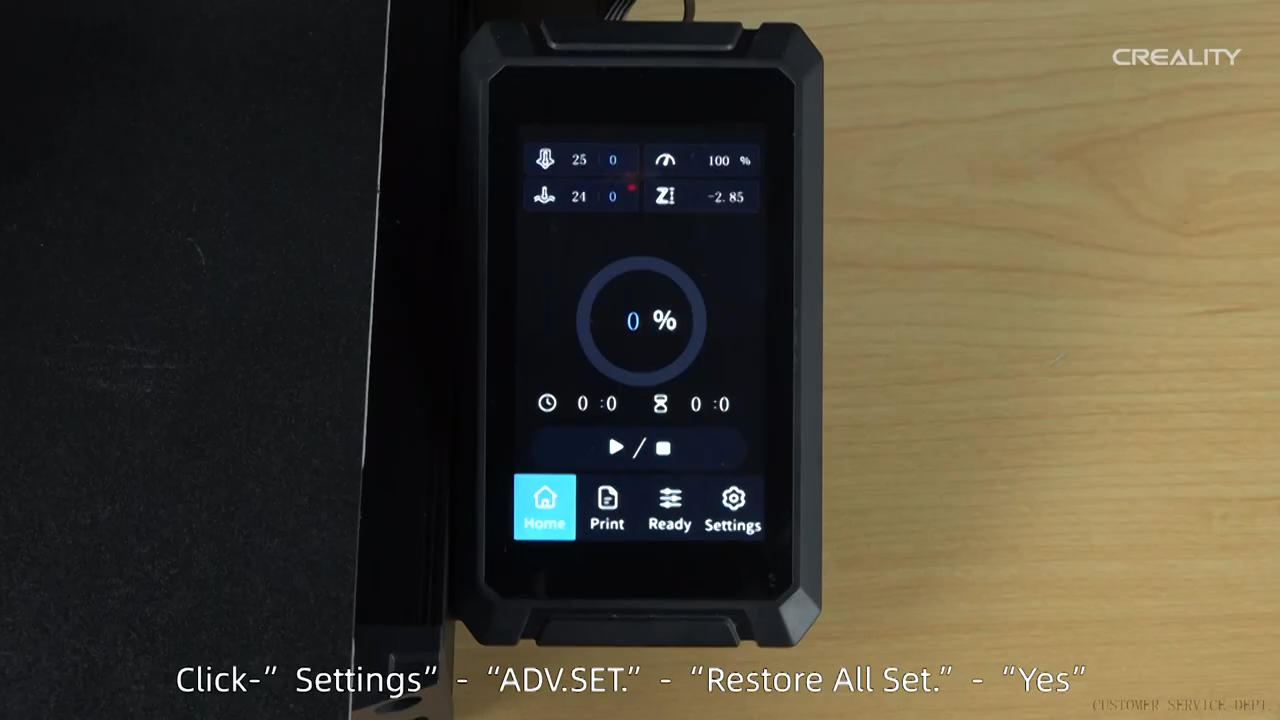 CREALITY
25 0 100 %
24 0 Z -2.85
0 %
0 :0 0 :0
Home Print Ready Settings
Click-” Settings” - “ADV.SET.” - “Restore All Set.” - “Yes”
CUSTOMER SERVICE DEPT.